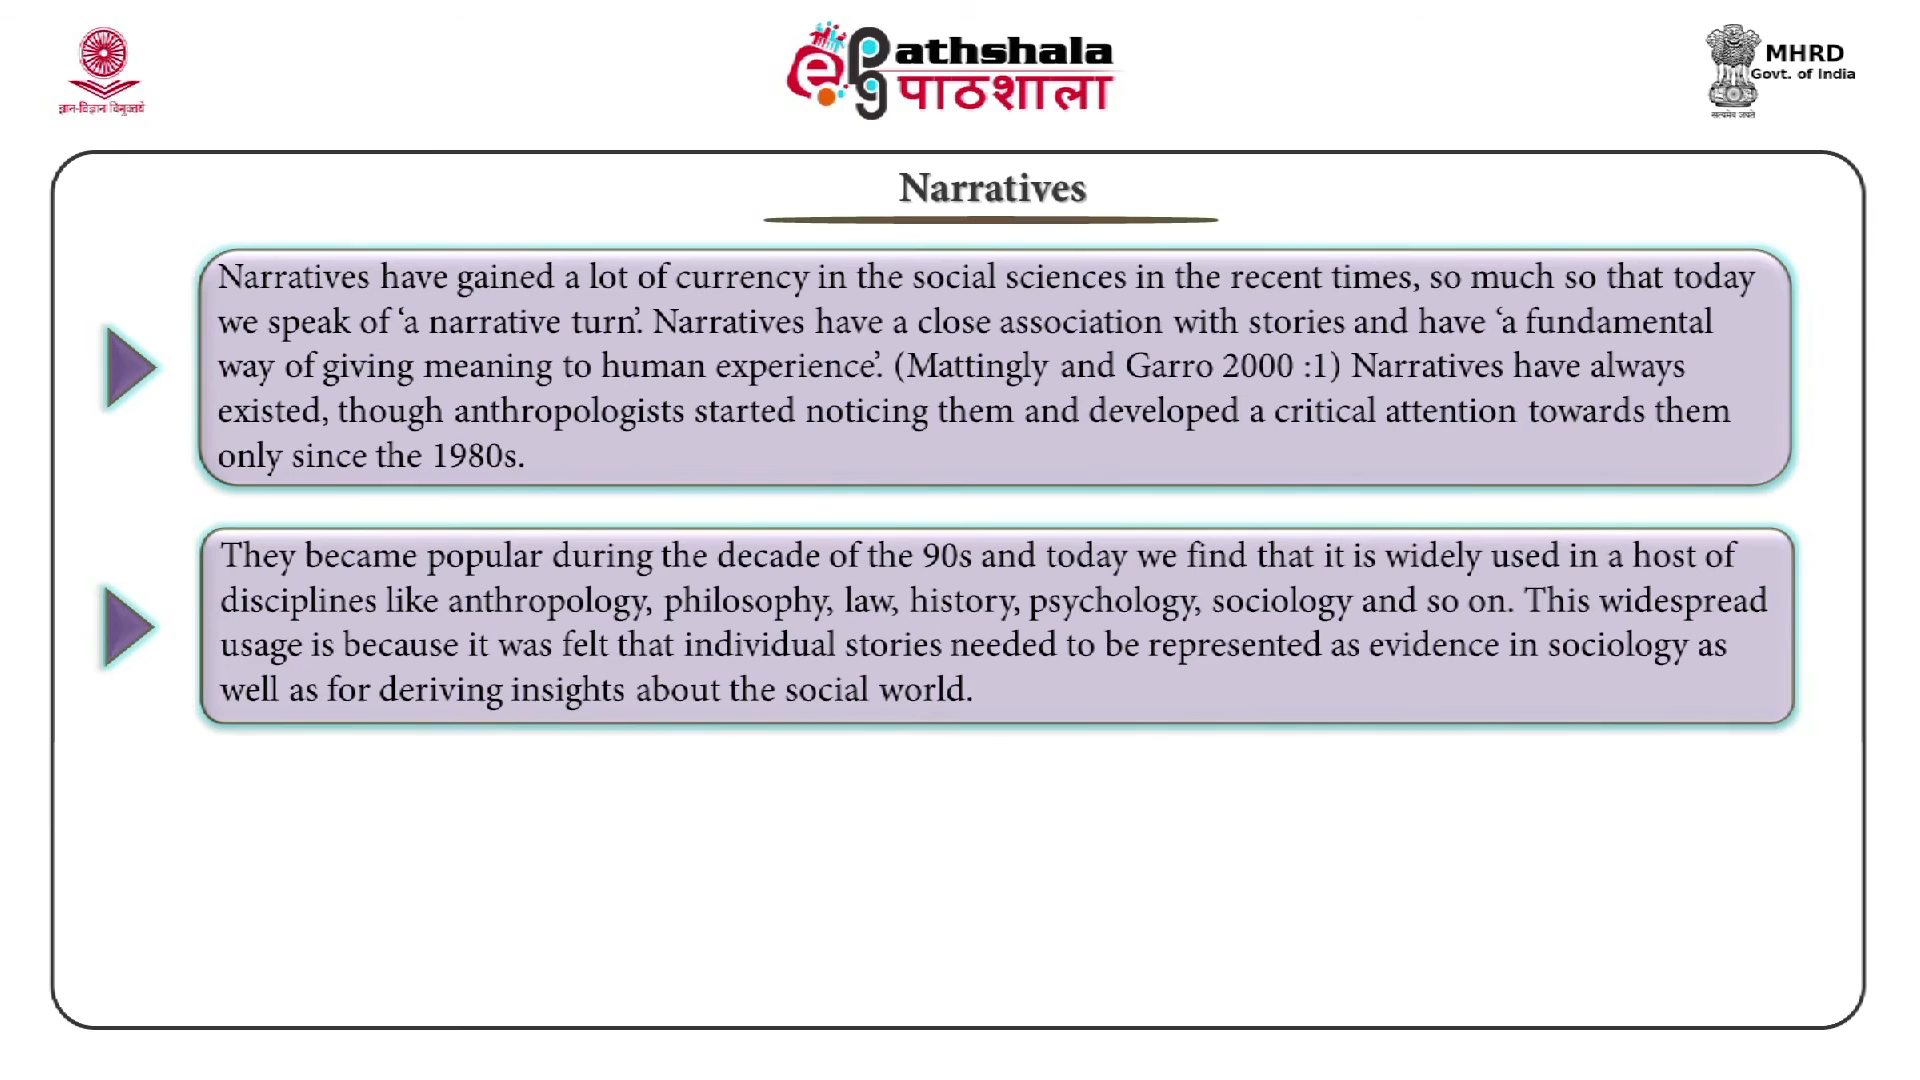 ज्ञान-विज्ञान विमुक्तये
e pg athshala
पाठशाला
MHRD
Govt. of India
सत्यमेव जयते
Narratives
Narratives have gained a lot of currency in the social sciences in the recent times, so much so that today
we speak of ‘a narrative turn’. Narratives have a close association with stories and have ‘a fundamental
way of giving meaning to human experience’. (Mattingly and Garro 2000 :1) Narratives have always
existed, though anthropologists started noticing them and developed a critical attention towards them
only since the 1980s.
They became popular during the decade of the 90s and today we find that it is widely used in a host of
disciplines like anthropology, philosophy, law, history, psychology, sociology and so on. This widespread
usage is because it was felt that individual stories needed to be represented as evidence in sociology as
well as for deriving insights about the social world.